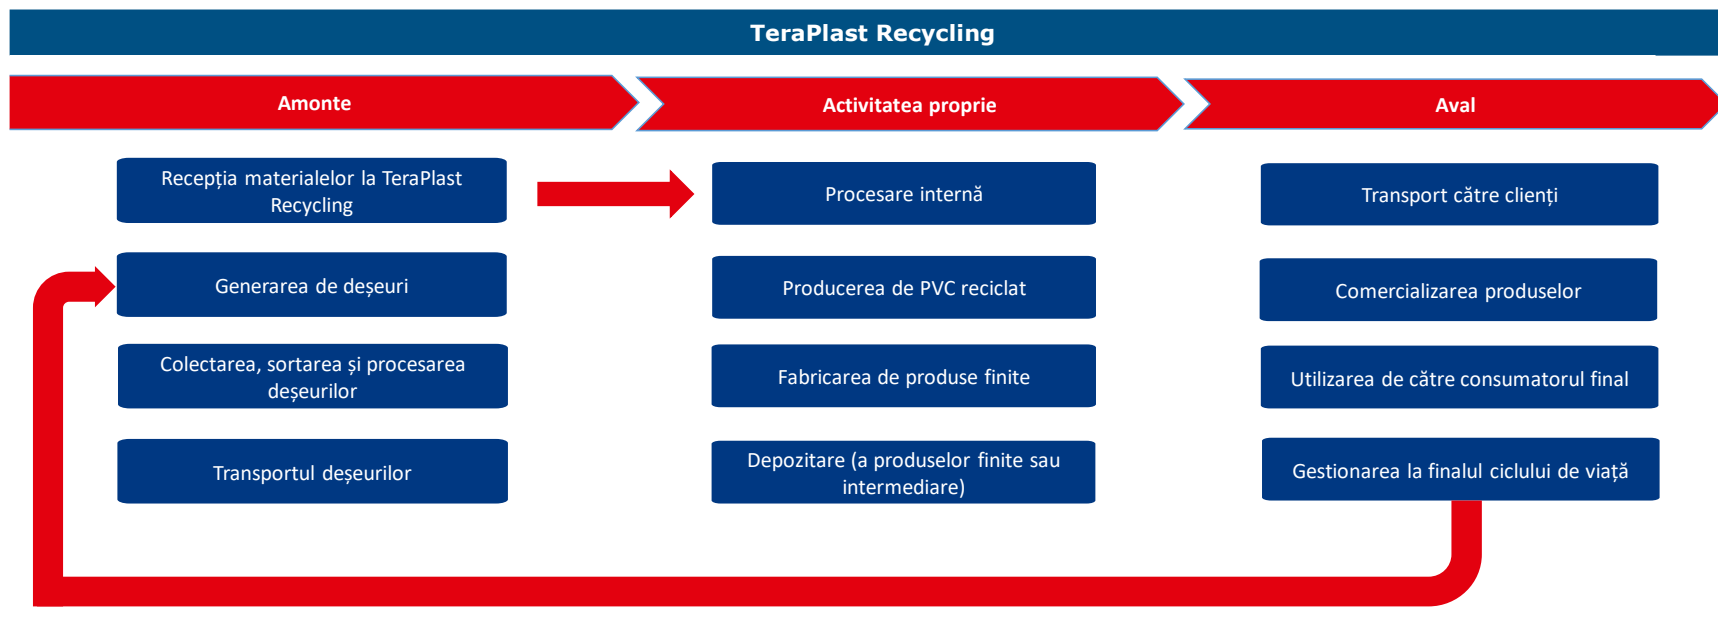 TeraPlast Recycling
Amonte
Activitatea proprie
Aval
Recepția materialelor la TeraPlast
Recycling
Procesare internă
Transport către clienți
Generarea de deșeuri
Producerea de PVC reciclat
Comercializarea produselor
Colectarea, sortarea și procesarea
deșeurilor
Fabricarea de produse finite
Utilizarea de către consumatorul final
Transportul deșeurilor
Depozitare (a produselor finite sau
intermediare)
Gestionarea la finalul ciclului de viață